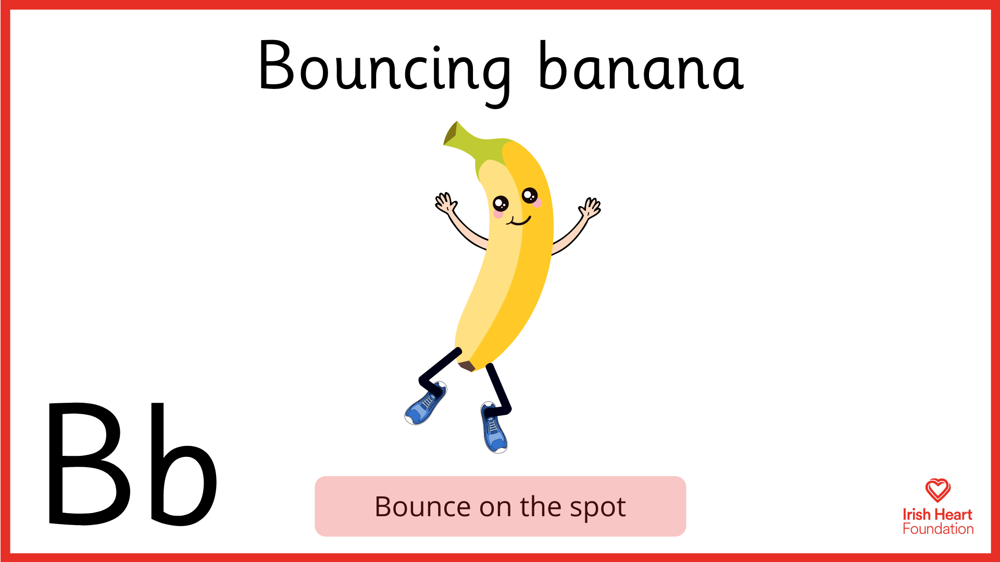 Bouncing banana
Bb
Bounce on the spot
Irish Heart
Foundation